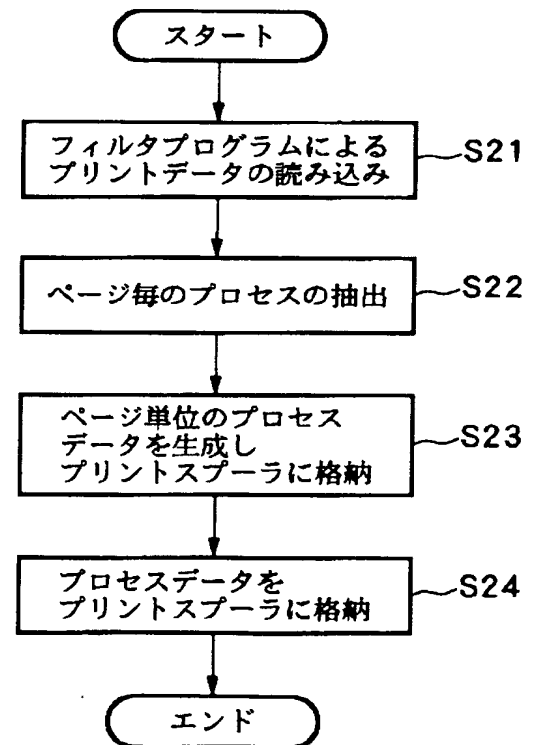 スタート
フィルタプログラムによる
プリントデータの読み込み
S21
ページ毎のプロセスの抽出
S22
ページ単位のプロセス
データを生成し
プリントスプーラに格納
S23
プロセスデータを
プリントスプーラに格納
S24
エンド